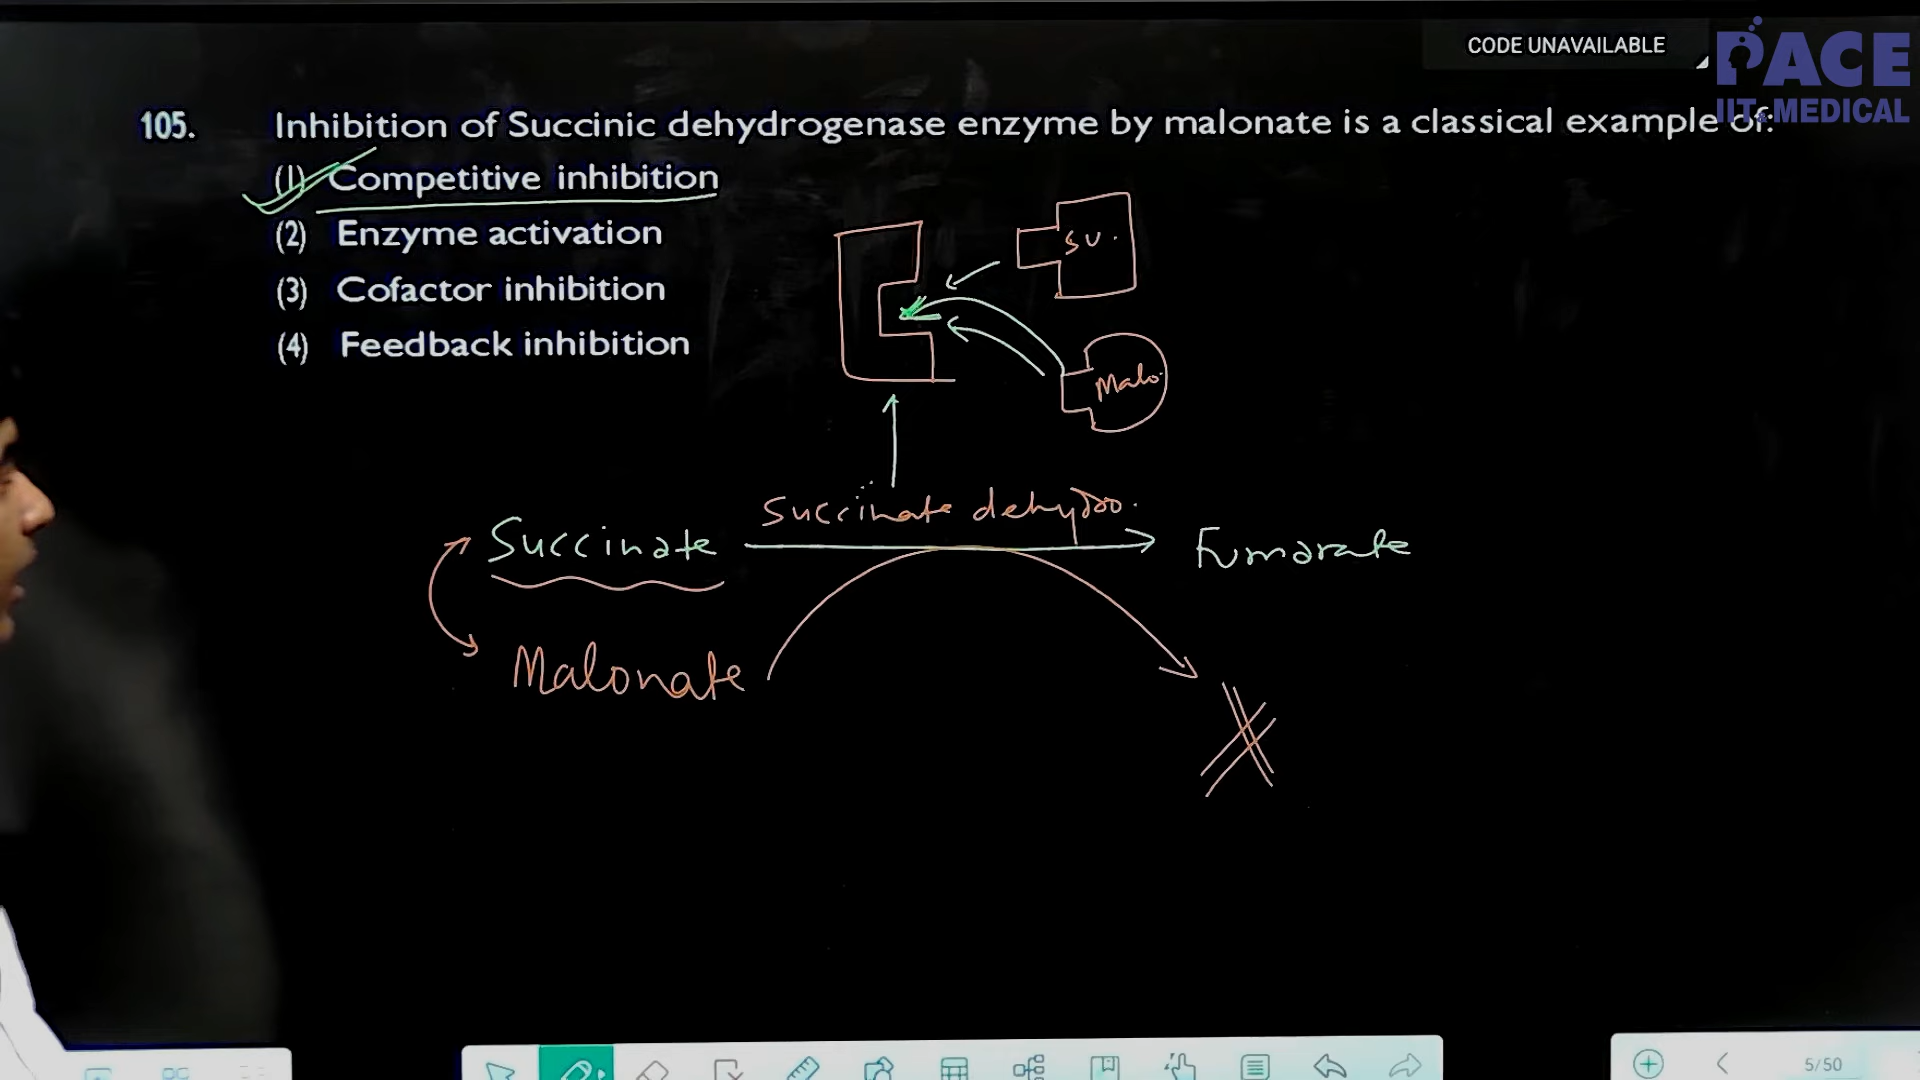 CODE UNAVAILABLE
PACE
IIT & MEDICAL
105. Inhibition of Succinic dehydrogenase enzyme by malonate is a classical example of:
(1) Competitive inhibition
(2) Enzyme activation
(3) Cofactor inhibition
(4) Feedback inhibition
SU.
Malo.
Succinate dehydro.
Succinate
Fumarate
Malonate
5/50